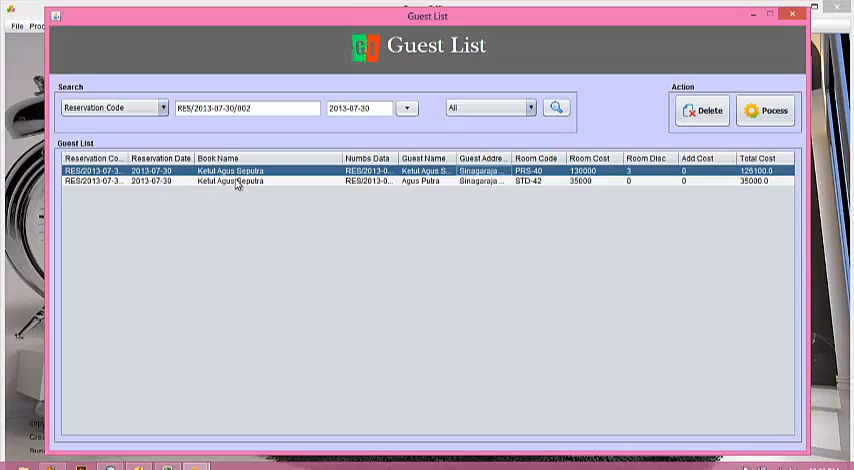 Guest List
File
Guest List
Search
Action
Reservation Code
RES/2013-07-30/002
2013-07-30
All
Delete
Pocess
Guest List
Reservation Co... Reservation Date Book Name Numbs Data Guest Name Guest Addre... Room Code Room Cost Room Disc Add Cost Total Cost
RES/2013-07-3... 2013-07-30 Ketut Agus Seputra RES/2013-0... Ketut Agus S... Sinagaraja ... PRS-40 130000 3 0 126100.0
RES/2013-07-3... 2013-07-30 Ketut Agus Seputra RES/2013-0... Agus Putra Sinagaraja ... STD-42 35000 0 0 35000.0